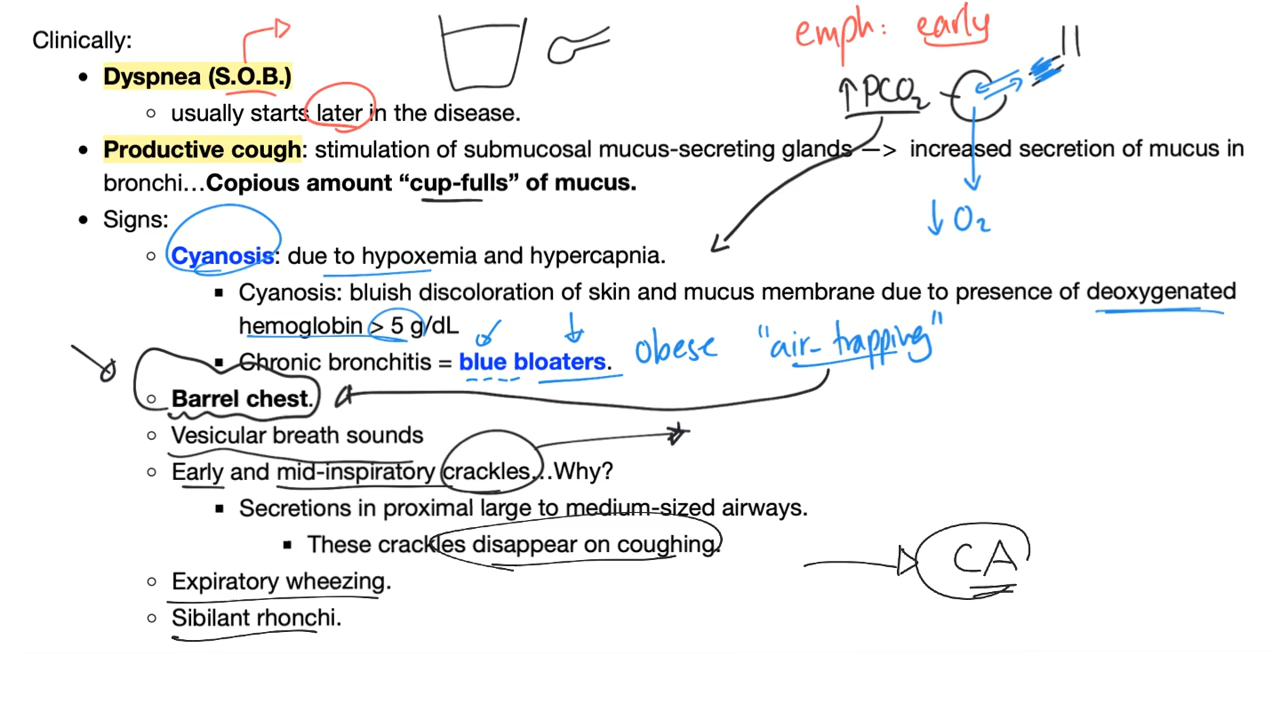 emph: early
Clinically:
• Dyspnea (S.O.B.)
↑PCO₂
◦ usually starts later in the disease.
• Productive cough: stimulation of submucosal mucus-secreting glands —> increased secretion of mucus in
bronchi…Copious amount “cup-fulls” of mucus.
• Signs:
↓O₂
◦ Cyanosis: due to hypoxemia and hypercapnia.
▪ Cyanosis: bluish discoloration of skin and mucus membrane due to presence of deoxygenated
hemoglobin > 5 g/dL
▪ Chronic bronchitis = blue bloaters. obese "air-trapping"
◦ Barrel chest.
◦ Vesicular breath sounds
◦ Early and mid-inspiratory crackles…Why?
▪ Secretions in proximal large to medium-sized airways.
▪ These crackles disappear on coughing.
CA
◦ Expiratory wheezing.
◦ Sibilant rhonchi.